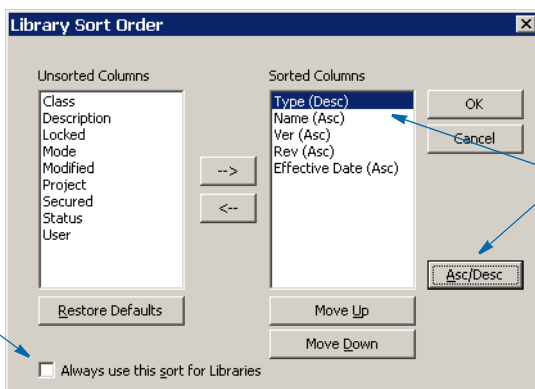 Library Sort Order
Unsorted Columns
Class
Description
Locked
Mode
Modified
Project
Secured
Status
User
-->
<--
Sorted Columns
Type (Desc)
Name (Asc)
Ver (Asc)
Rev (Asc)
Effective Date (Asc)
OK
Cancel
Asc/Desc
Restore Defaults
Move Up
Move Down
Always use this sort for Libraries